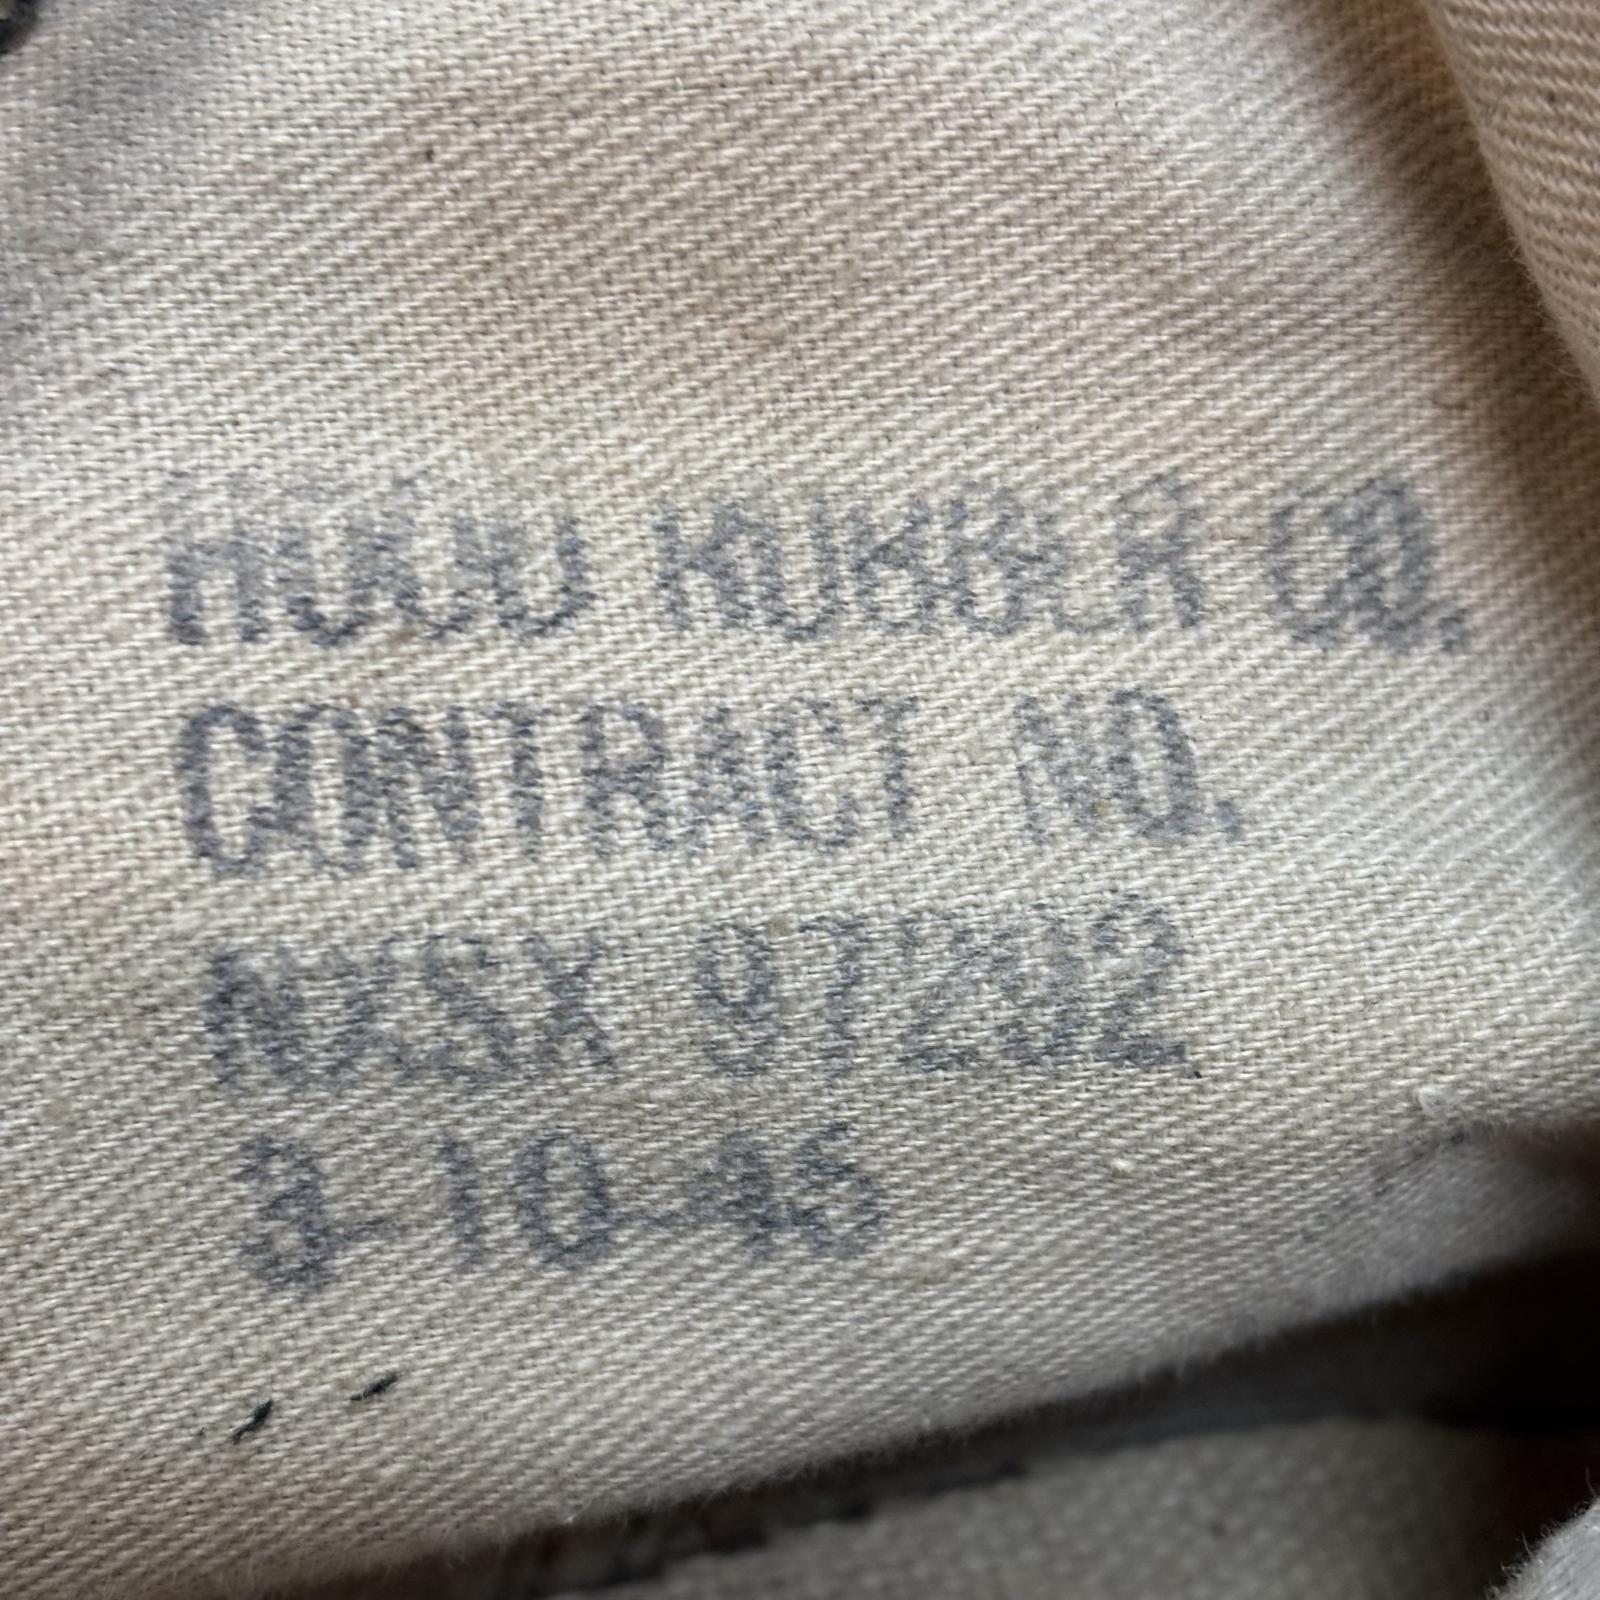 HOOD RUBBER CO.
CONTRACT NO.
NXSX 97202
3-10-45